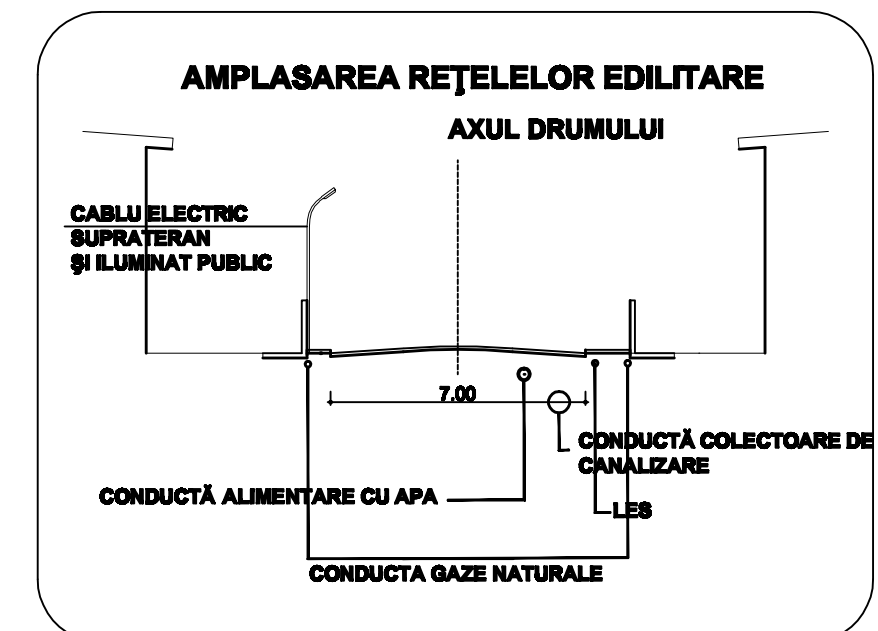 AMPLASAREA REŢELELOR EDILITARE
AXUL DRUMULUI
CABLU ELECTRIC
SUPRATERAN
ŞI ILUMINAT PUBLIC
7.00
CONDUCTĂ COLECTOARE DE
CANALIZARE
CONDUCTĂ ALIMENTARE CU APA
LES
CONDUCTA GAZE NATURALE